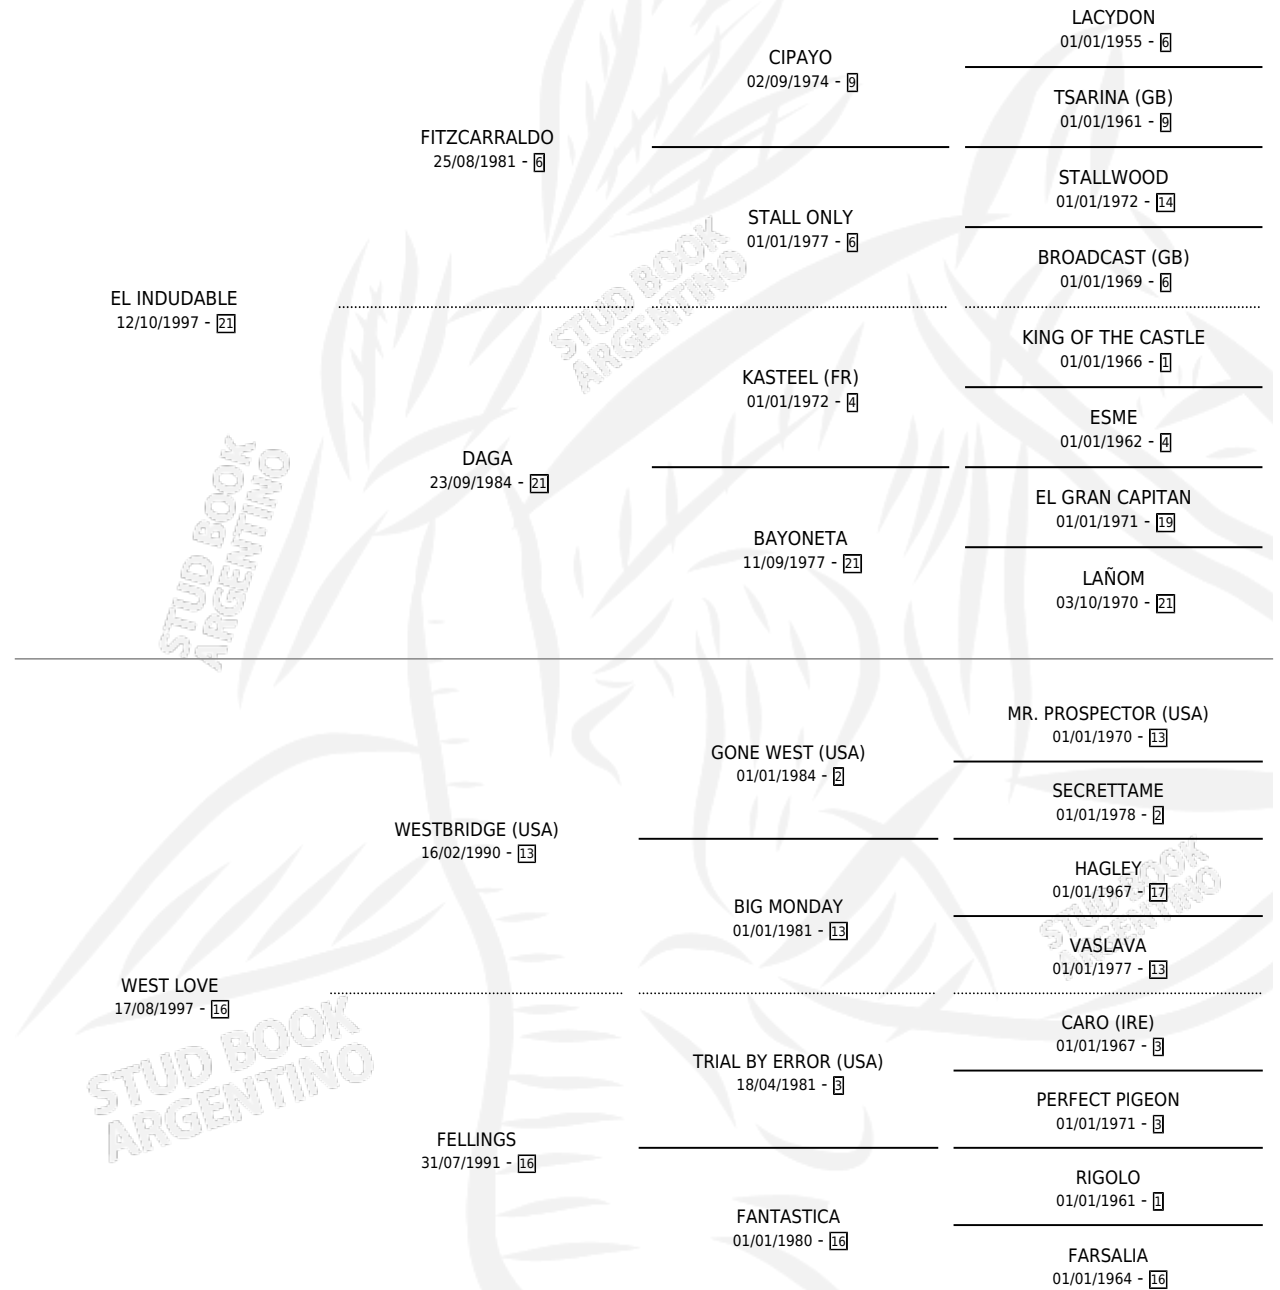 LACYDON
01/01/1955 - 6
CIPAYO
02/09/1974 - 9
TSARINA (GB)
01/01/1961 - 9
FITZCARRALDO
25/08/1981 - 6
STALLWOOD
01/01/1972 - 14
STALL ONLY
01/01/1977 - 6
BROADCAST (GB)
01/01/1969 - 6
EL INDUDABLE
12/10/1997 - 21
KING OF THE CASTLE
01/01/1966 - 1
KASTEEL (FR)
01/01/1972 - 4
ESME
01/01/1962 - 4
DAGA
23/09/1984 - 21
EL GRAN CAPITAN
01/01/1971 - 19
BAYONETA
11/09/1977 - 21
LAÑOM
03/10/1970 - 21
MR. PROSPECTOR (USA)
01/01/1970 - 13
GONE WEST (USA)
01/01/1984 - 2
SECRETTAME
01/01/1978 - 2
WESTBRIDGE (USA)
16/02/1990 - 13
HAGLEY
01/01/1967 - 17
BIG MONDAY
01/01/1981 - 13
VASLAVA
01/01/1977 - 13
WEST LOVE
17/08/1997 - 16
CARO (IRE)
01/01/1967 - 3
TRIAL BY ERROR (USA)
18/04/1981 - 3
PERFECT PIGEON
01/01/1971 - 3
FELLINGS
31/07/1991 - 16
RIGOLO
01/01/1961 - 1
FANTASTICA
01/01/1980 - 16
FARSALIA
01/01/1964 - 16
STUD BOOK
ARGENTINO
STUD BOOK
ARGENTINO
STUD BOOK
ARGENTINO
STUD BOOK
ARGENTINO